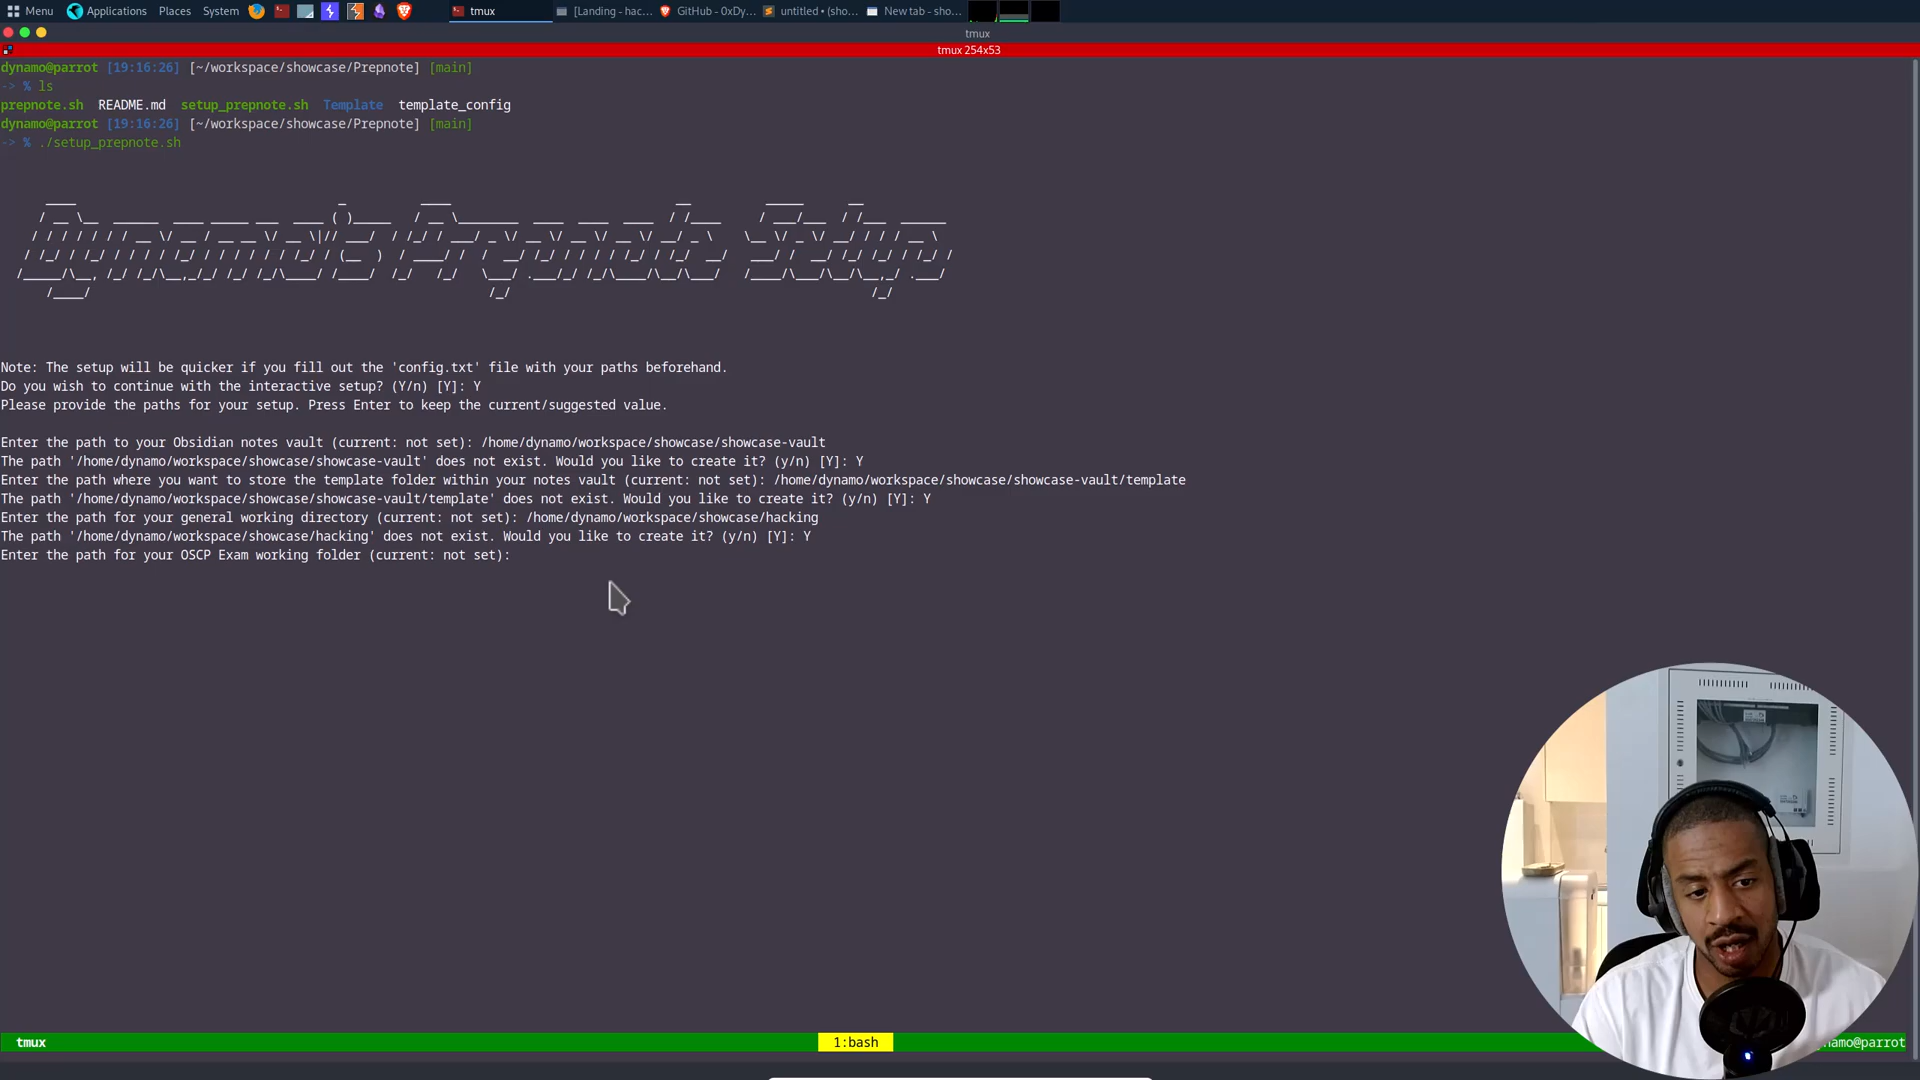 Menu Applications Places System tmux [Landing - hac... GitHub - 0xDy... untitled • (sho... New tab - sho...
tmux
tmux 254x53
dynamo@parrot [19:16:26] [~/workspace/showcase/Prepnote] [main]
-> % ls
prepnote.sh README.md setup_prepnote.sh Template template_config
dynamo@parrot [19:16:26] [~/workspace/showcase/Prepnote] [main]
-> % ./setup_prepnote.sh
Dynamo's Prepnote Setup
Note: The setup will be quicker if you fill out the 'config.txt' file with your paths beforehand.
Do you wish to continue with the interactive setup? (Y/n) [Y]: Y
Please provide the paths for your setup. Press Enter to keep the current/suggested value.
Enter the path to your Obsidian notes vault (current: not set): /home/dynamo/workspace/showcase/showcase-vault
The path '/home/dynamo/workspace/showcase/showcase-vault' does not exist. Would you like to create it? (y/n) [Y]: Y
Enter the path where you want to store the template folder within your notes vault (current: not set): /home/dynamo/workspace/showcase/showcase-vault/template
The path '/home/dynamo/workspace/showcase/showcase-vault/template' does not exist. Would you like to create it? (y/n) [Y]: Y
Enter the path for your general working directory (current: not set): /home/dynamo/workspace/showcase/hacking
The path '/home/dynamo/workspace/showcase/hacking' does not exist. Would you like to create it? (y/n) [Y]: Y
Enter the path for your OSCP Exam working folder (current: not set):
tmux 1:bash namo@parrot